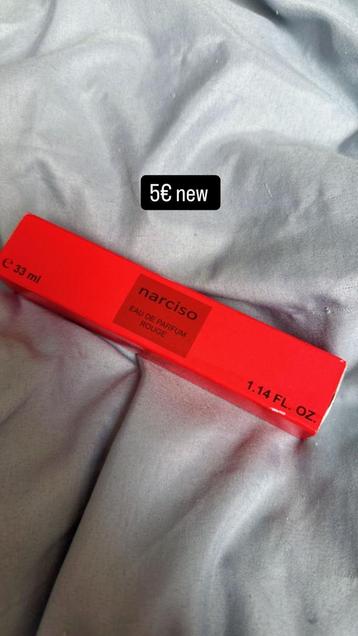 5€ new
℮ 33 ml
narciso
EAU DE PARFUM
ROUGE
1.14 FL. OZ.